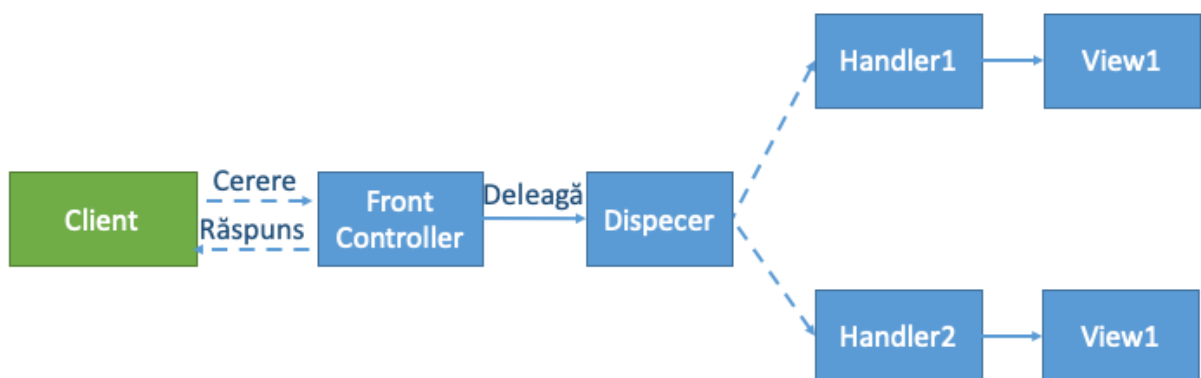 Handler1
View1
Client
Cerere
Răspuns
Front
Controller
Deleagă
Dispecer
Handler2
View1